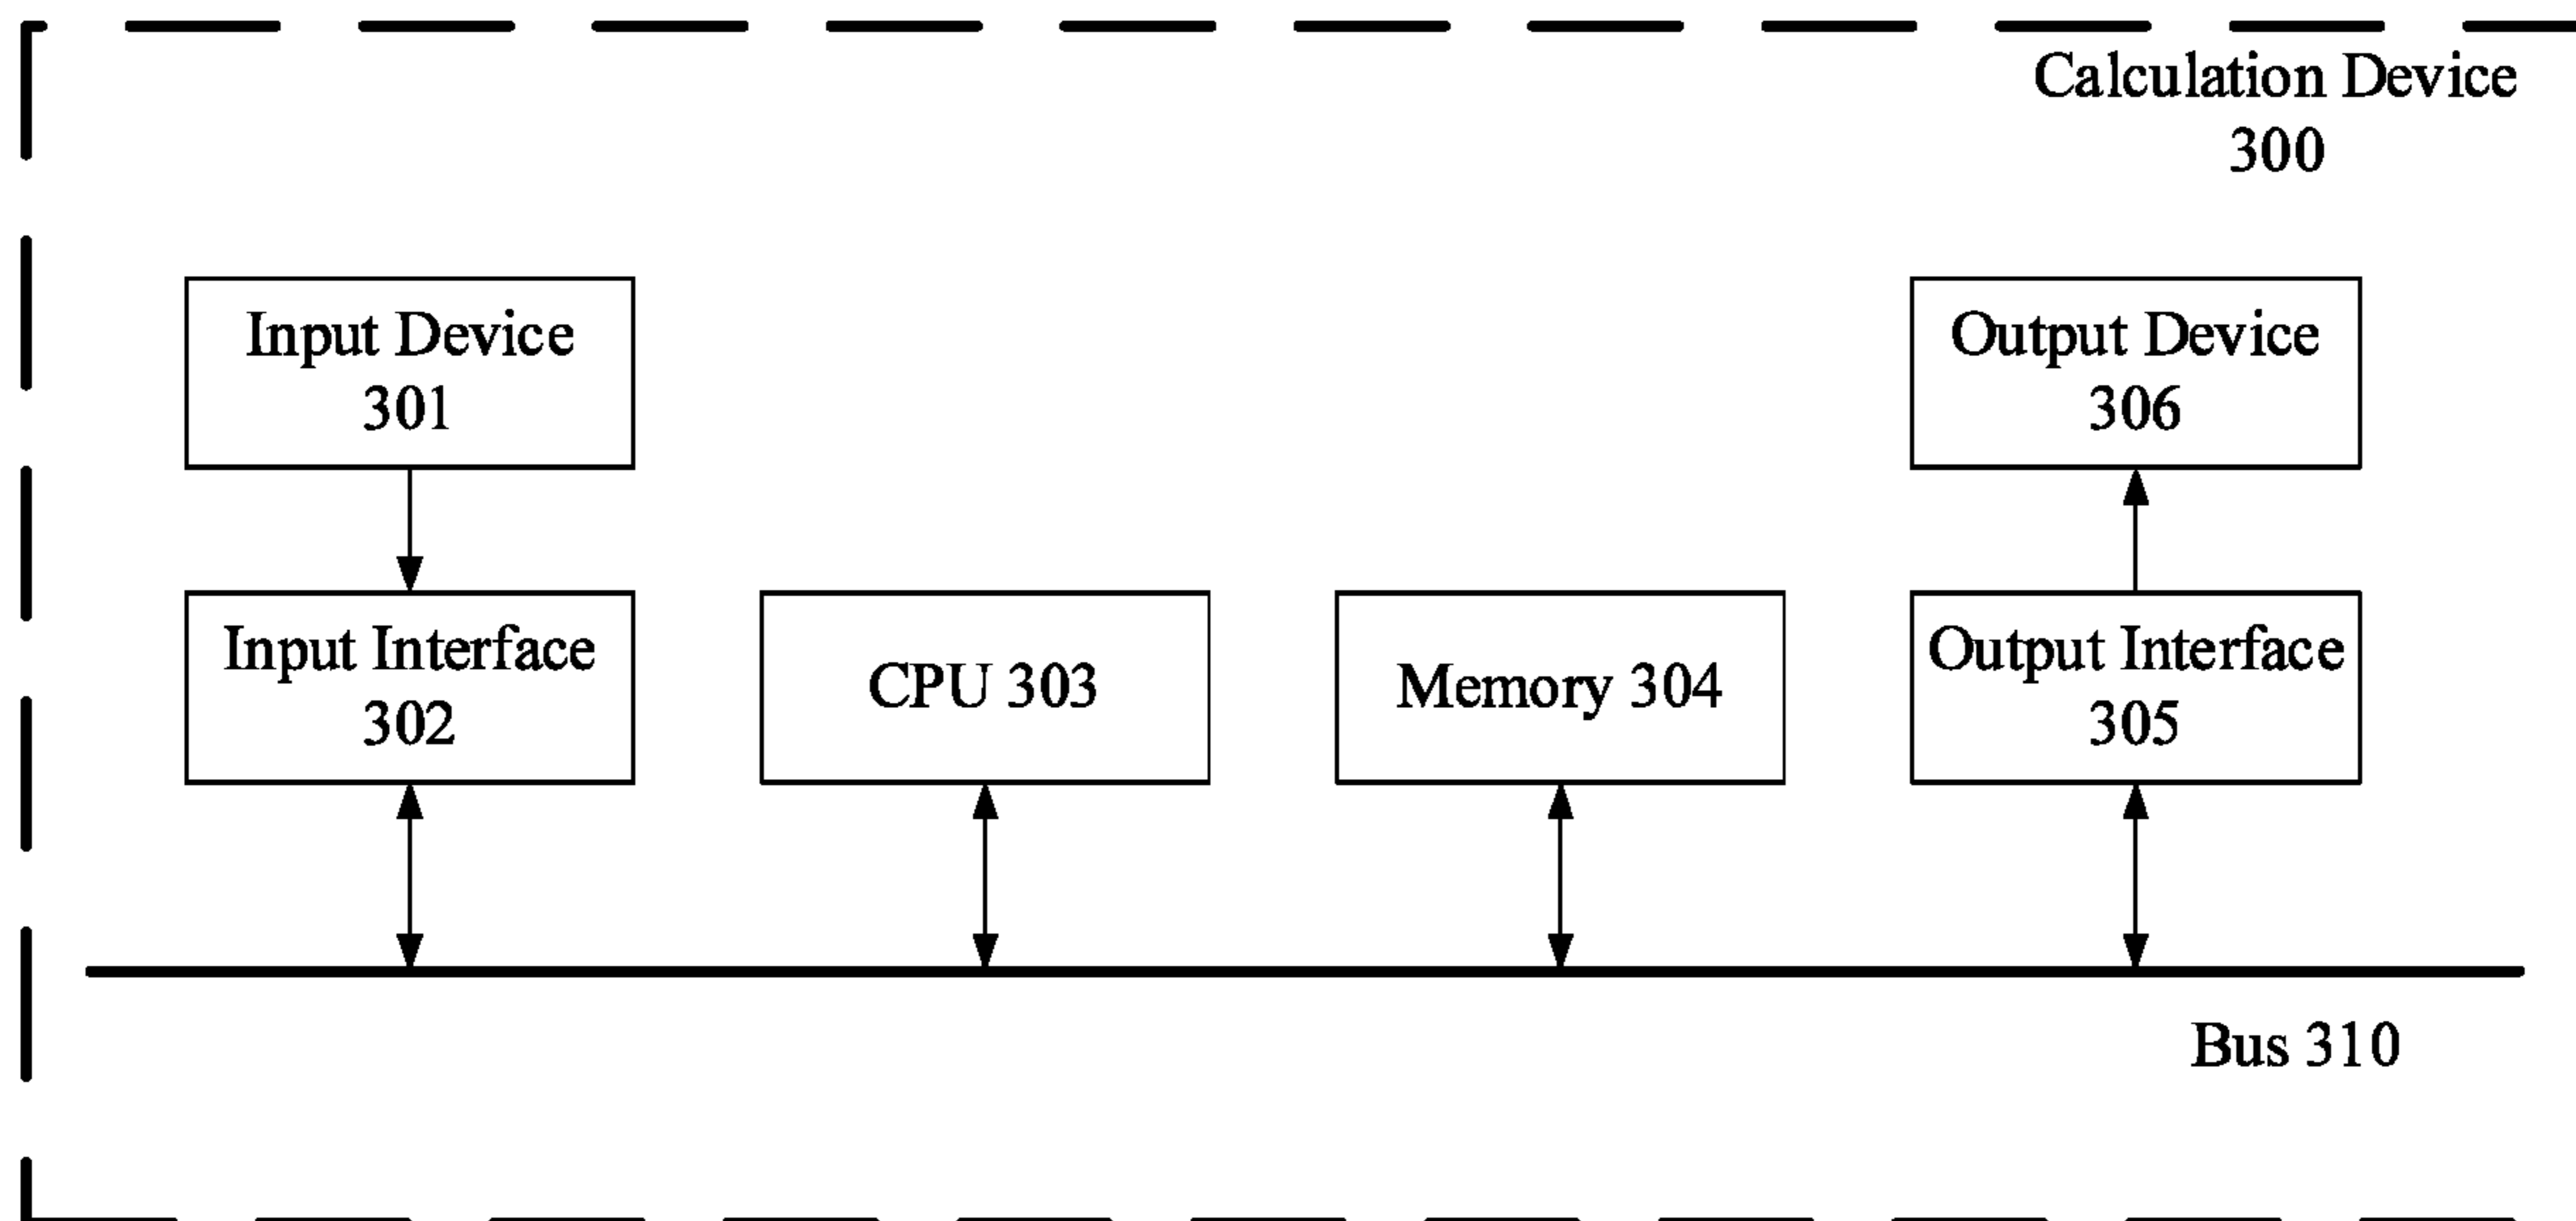 Calculation Device
300
Input Device
301
Output Device
306
Input Interface
302
CPU 303
Memory 304
Output Interface
305
Bus 310